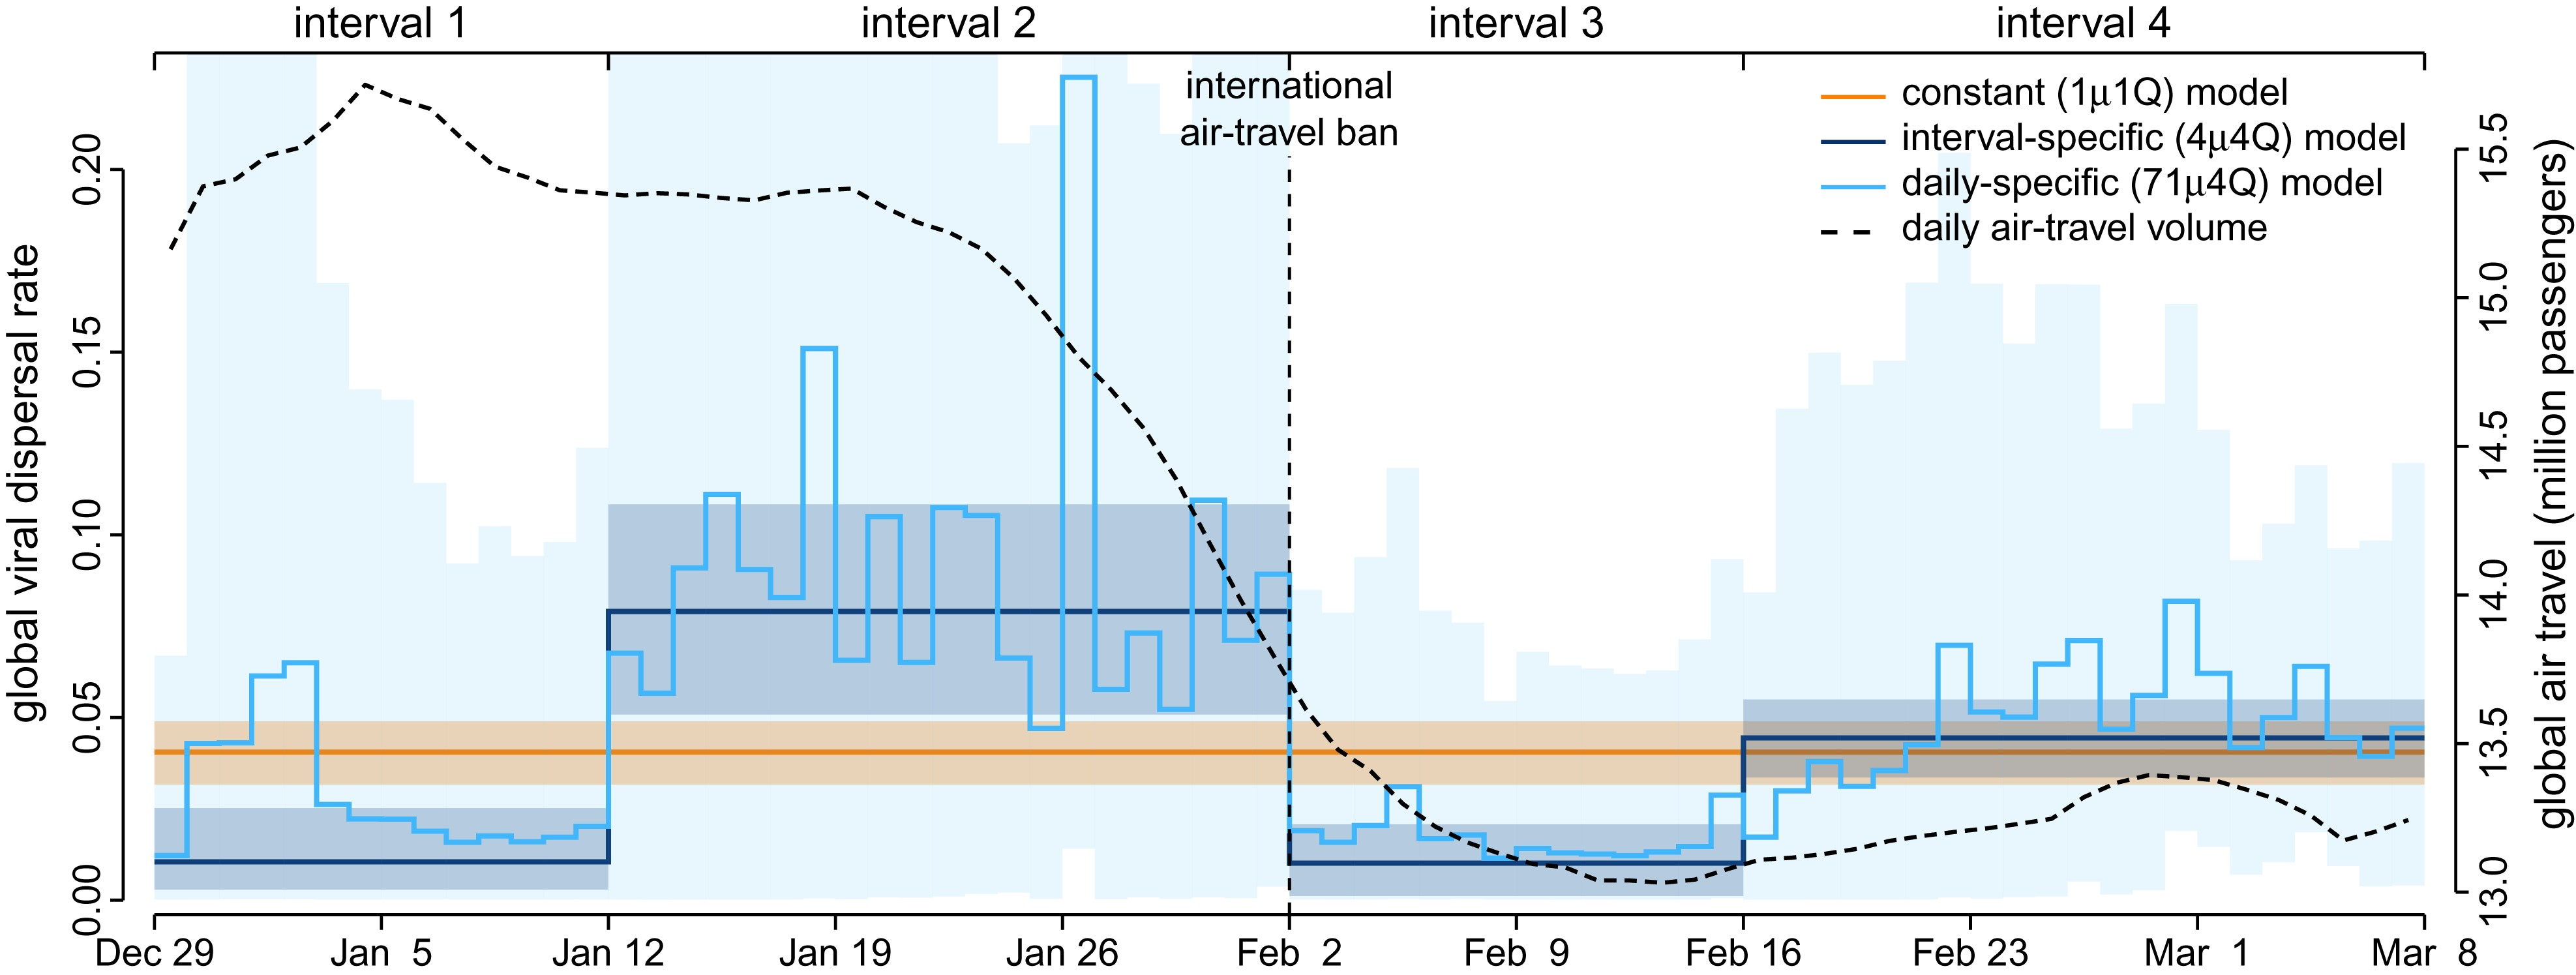 interval 1
interval 2
interval 3
interval 4
international
air-travel ban
constant (1μ1Q) model
interval-specific (4μ4Q) model
daily-specific (71μ4Q) model
daily air-travel volume
global viral dispersal rate
0.20
0.15
0.10
0.05
0.00
global air travel (million passengers)
15.5
15.0
14.5
14.0
13.5
13.0
Dec 29
Jan 5
Jan 12
Jan 19
Jan 26
Feb 2
Feb 9
Feb 16
Feb 23
Mar 1
Mar 8